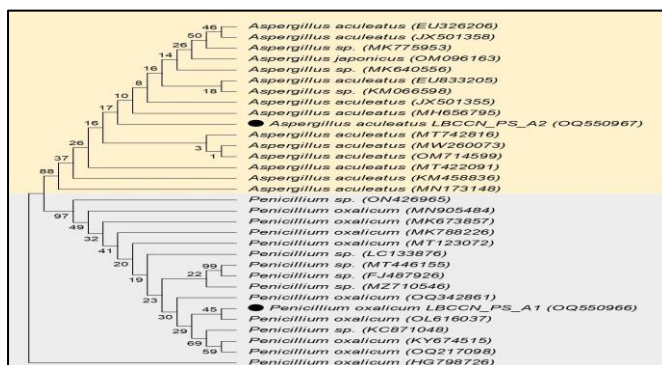 Aspergillus aculeatus (EU326206)
Aspergillus aculeatus (JX501358)
Aspergillus sp. (MK775953)
Aspergillus japonicus (OM096163)
Aspergillus sp. (MK640556)
Aspergillus aculeatus (EU833205)
Aspergillus sp. (KM066598)
Aspergillus aculeatus (JX501355)
Aspergillus aculeatus (MH656795)
Aspergillus aculeatus LBCCN_PS_A2 (OQ550967)
Aspergillus aculeatus (MT742816)
Aspergillus aculeatus (MW260073)
Aspergillus aculeatus (OM714599)
Aspergillus aculeatus (MT422091)
Aspergillus aculeatus (KM458836)
Aspergillus aculeatus (MN173148)
Penicillium sp. (ON426965)
Penicillium oxalicum (MN905484)
Penicillium oxalicum (MK673857)
Penicillium oxalicum (MK788226)
Penicillium oxalicum (MT123072)
Penicillium sp. (LC133876)
Penicillium sp. (MT446155)
Penicillium sp. (FJ487926)
Penicillium sp. (MZ710546)
Penicillium oxalicum (OQ342861)
Penicillium oxalicum LBCCN_PS_A1 (OQ550966)
Penicillium oxalicum (OL616037)
Penicillium sp. (KC871048)
Penicillium oxalicum (KY674515)
Penicillium oxalicum (OQ217098)
Penicillium oxalicum (HG798726)
46
50
26
14
16
8
18
10
17
16
3
1
26
37
88
97
49
32
41
20
19
99
22
23
30
45
29
69
59